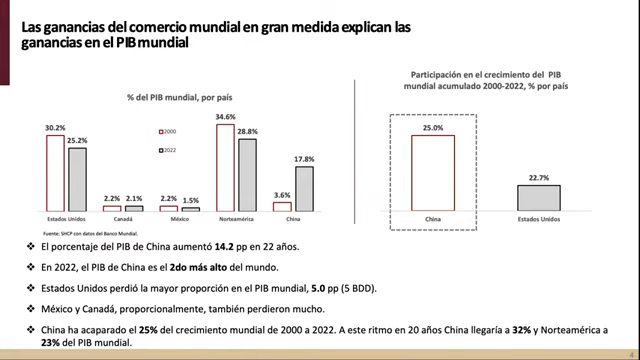 Las ganancias del comercio mundial en gran medida explican las
ganancias en el PIB mundial
% del PIB mundial, por país
30.2%
25.2%
2.2%
2.1%
2.2%
1.5%
34.6%
28.8%
3.6%
17.8%
2000
2022
Estados Unidos
Canadá
México
Norteamérica
China
Fuente: SHCP con datos del Banco Mundial.
Participación en el crecimiento del PIB
mundial acumulado 2000-2022, % por país
25.0%
22.7%
China
Estados Unidos
❖ El porcentaje del PIB de China aumentó 14.2 pp en 22 años.
❖ En 2022, el PIB de China es el 2do más alto del mundo.
❖ Estados Unidos perdió la mayor proporción en el PIB mundial, 5.0 pp (5 BDD).
❖ México y Canadá, proporcionalmente, también perdieron mucho.
❖ China ha acaparado el 25% del crecimiento mundial de 2000 a 2022. A este ritmo en 20 años China llegaría a 32% y Norteamérica a
23% del PIB mundial.
4